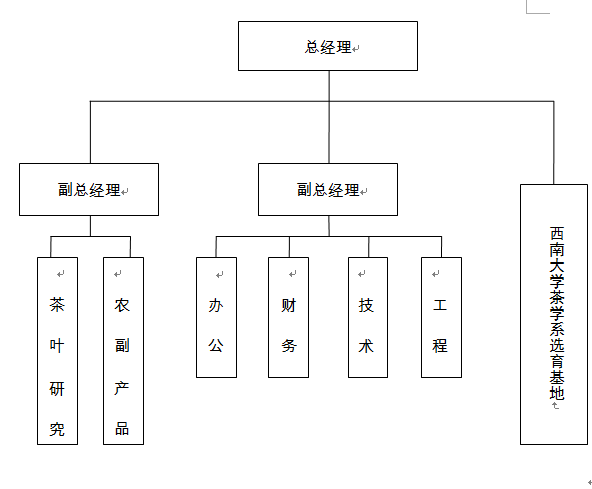 总经理
副总经理
副总经理
西南大学茶学系选育基地
茶叶研究
农副产品
办公
财务
技术
工程